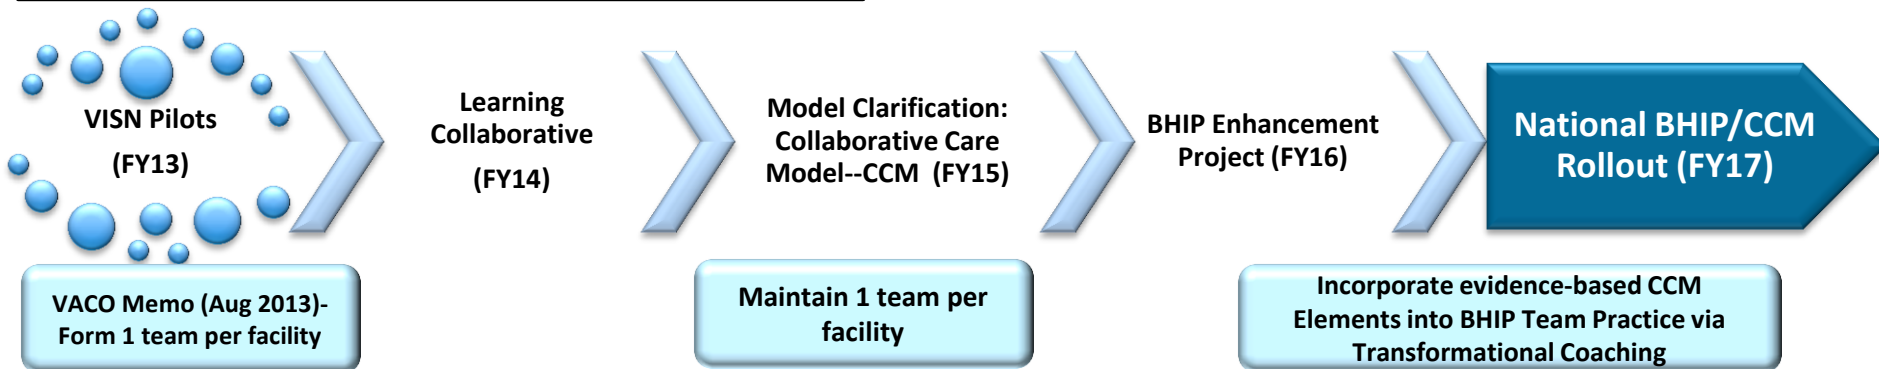 VISN Pilots
(FY13)
Learning
Collaborative
(FY14)
Model Clarification:
Collaborative Care
Model--CCM (FY15)
BHIP Enhancement
Project (FY16)
National BHIP/CCM
Rollout (FY17)
VACO Memo (Aug 2013)-
Form 1 team per facility
Maintain 1 team per
facility
Incorporate evidence-based CCM
Elements into BHIP Team Practice via
Transformational Coaching